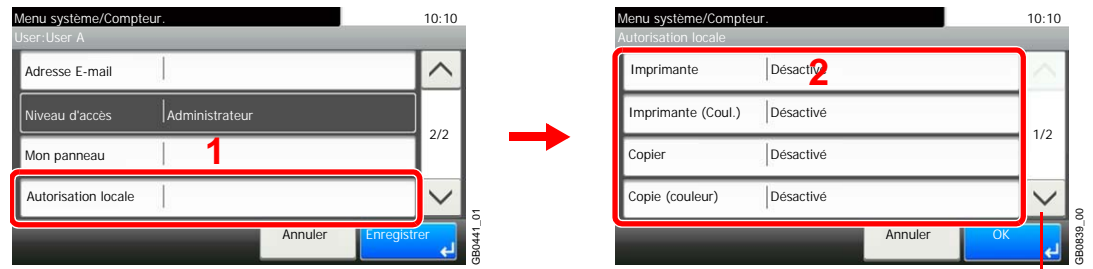 Menu système/Compteur.
10:10
User:User A
Adresse E-mail
Niveau d'accès
Administrateur
2/2
Mon panneau
1
Autorisation locale
Annuler
Enregistrer
GB0441_01
Menu système/Compteur.
10:10
Autorisation locale
Imprimante
Désactivé
2
Imprimante (Coul.)
Désactivé
1/2
Copier
Désactivé
Copie (couleur)
Désactivé
Annuler
OK
GB0839_00